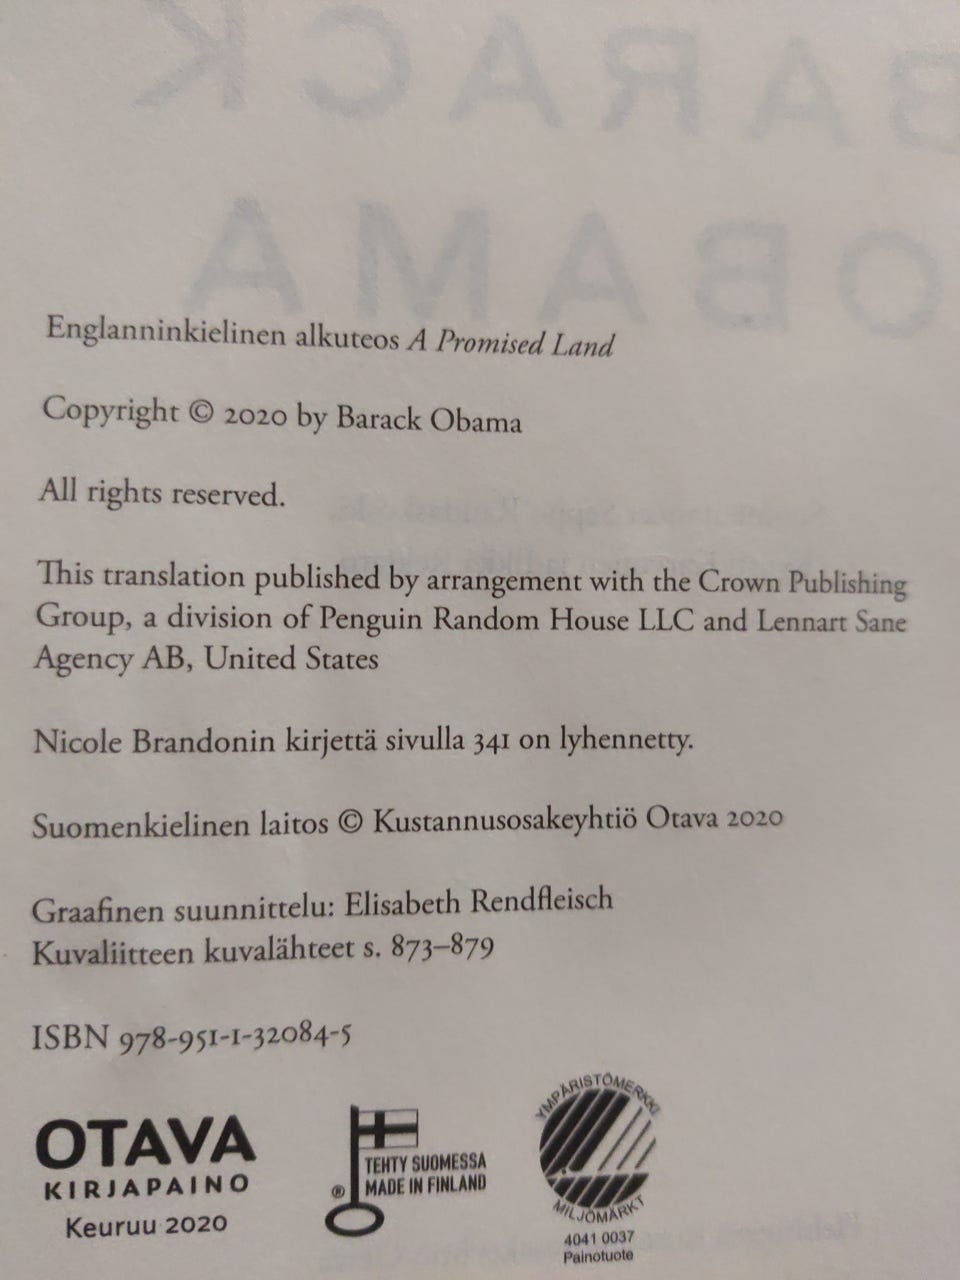 BARACK
OBAMA
Englanninkielinen alkuteos A Promised Land
Copyright © 2020 by Barack Obama
All rights reserved.
This translation published by arrangement with the Crown Publishing
Group, a division of Penguin Random House LLC and Lennart Sane
Agency AB, United States
Nicole Brandonin kirjettä sivulla 341 on lyhennetty.
Suomenkielinen laitos © Kustannusosakeyhtiö Otava 2020
Graafinen suunnittelu: Elisabeth Rendfleisch
Kuvaliitteen kuvalähteet s. 873–879
ISBN 978-951-1-32084-5
OTAVA
KIRJAPAINO
Keuruu 2020
TEHTY SUOMESSA
® MADE IN FINLAND
YMPÄRISTÖMERKKI
MILJÖMÄRKT
4041 0037
Painotuote